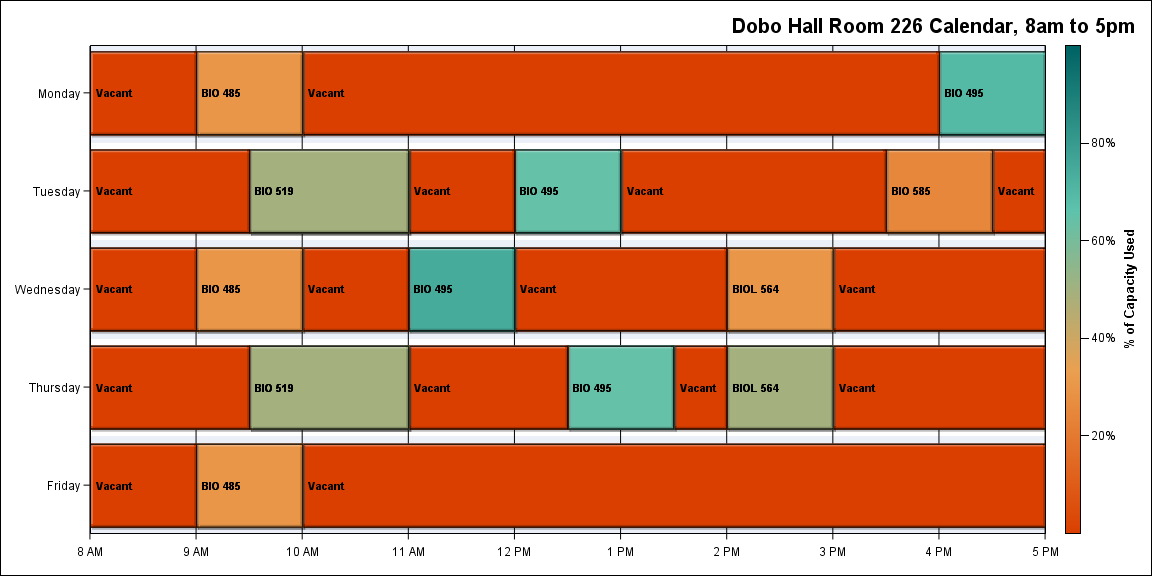 Dobo Hall Room 226 Calendar, 8am to 5pm
Monday
Vacant
BIO 485
Vacant
BIO 495
Tuesday
Vacant
BIO 519
Vacant
BIO 495
Vacant
BIO 585
Vacant
Wednesday
Vacant
BIO 485
Vacant
BIO 495
Vacant
BIOL 564
Vacant
Thursday
Vacant
BIO 519
Vacant
BIO 495
Vacant
BIOL 564
Vacant
Friday
Vacant
BIO 485
Vacant
8 AM
9 AM
10 AM
11 AM
12 PM
1 PM
2 PM
3 PM
4 PM
5 PM
80%
60%
40%
20%
% of Capacity Used